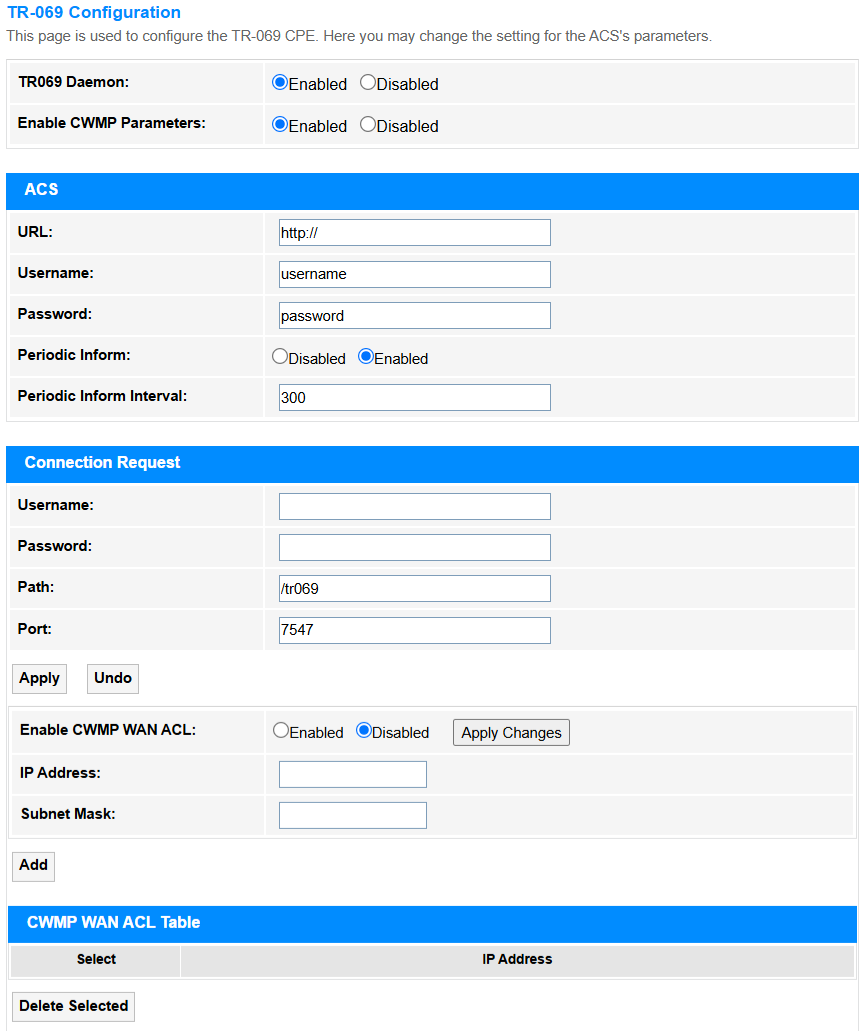 TR-069 Configuration
This page is used to configure the TR-069 CPE. Here you may change the setting for the ACS's parameters.
TR069 Daemon: Enabled Disabled
Enable CWMP Parameters: Enabled Disabled
ACS
URL: http://
Username: username
Password: password
Periodic Inform: Disabled Enabled
Periodic Inform Interval: 300
Connection Request
Username:
Password:
Path: /tr069
Port: 7547
Apply Undo
Enable CWMP WAN ACL: Enabled Disabled Apply Changes
IP Address:
Subnet Mask:
Add
CWMP WAN ACL Table
Select IP Address
Delete Selected